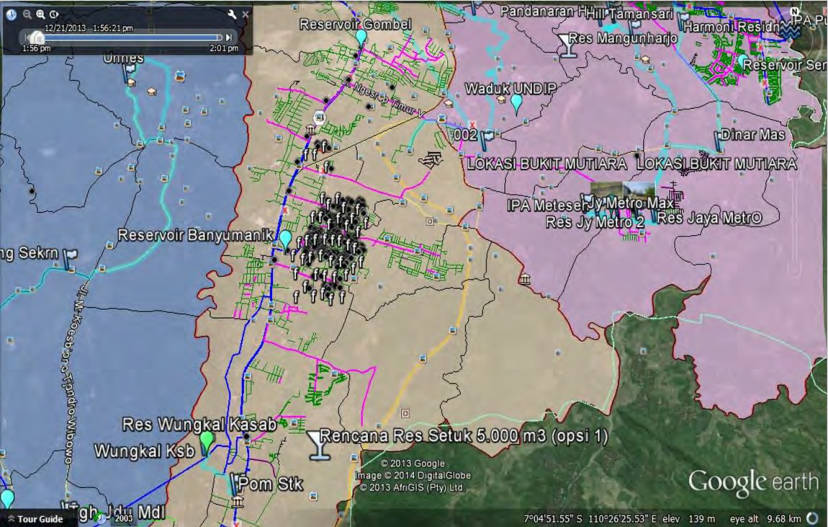 12/21/2013 1:56:21 pm
1:56 pm 2:01 pm
Unnes
Reservoir Gombel
Pandanaran H
Hill Tamansari
Res Mangunharjo
Harmoni Residn
IPA Pu
Reservoir Ser
N
Ngesrep Timur V
Waduk UNDIP
002
Dinar Mas
LOKASI BUKIT MUTIARA LOKASI BUKIT MUTIARA
IPA Meteseh
Jy Metro Max
Res Jy Metro 2
Res Jaya Metro
Reservoir Banyumanik
ng Sekrn
Res Wungkal Kasab
Wungkal Ksb
Rencana Res Setuk 5.000 m3 (opsi 1)
Pom Stk
Tgh Jdu Mdl
© 2013 Google
Image © 2014 DigitalGlobe
© 2013 AfriGIS (Pty) Ltd.
Google earth
Tour Guide
2003
7°04'51.55" S 110°26'25.53" E elev 139 m eye alt 9.68 km